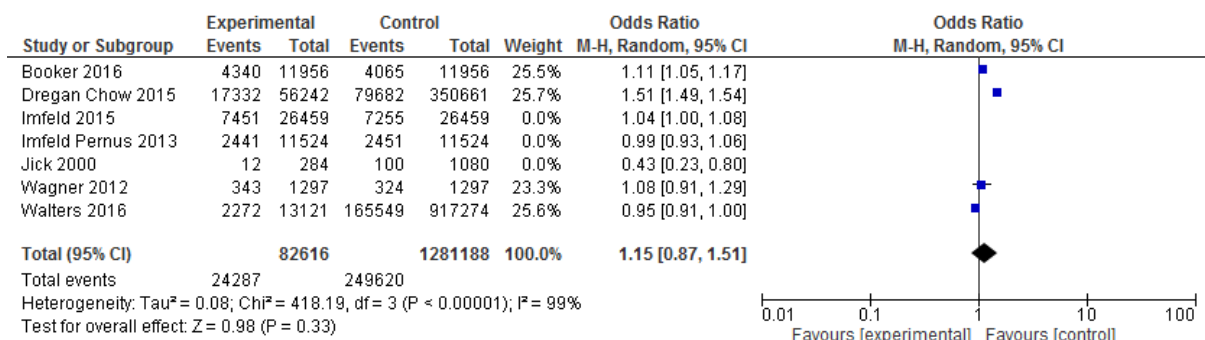 Experimental Control Odds Ratio Odds Ratio
Study or Subgroup Events Total Events Total Weight M-H, Random, 95% CI M-H, Random, 95% CI
Booker 2016 4340 11956 4065 11956 25.5% 1.11 [1.05, 1.17]
Dregan Chow 2015 17332 56242 79682 350661 25.7% 1.51 [1.49, 1.54]
Imfeld 2015 7451 26459 7255 26459 0.0% 1.04 [1.00, 1.08]
Imfeld Pernus 2013 2441 11524 2451 11524 0.0% 0.99 [0.93, 1.06]
Jick 2000 12 284 100 1080 0.0% 0.43 [0.23, 0.80]
Wagner 2012 343 1297 324 1297 23.3% 1.08 [0.91, 1.29]
Walters 2016 2272 13121 165549 917274 25.6% 0.95 [0.91, 1.00]
Total (95% CI) 82616 1281188 100.0% 1.15 [0.87, 1.51]
Total events 24287 249620
Heterogeneity: Tau² = 0.08; Chi² = 418.19, df = 3 (P < 0.00001); I² = 99%
Test for overall effect: Z = 0.98 (P = 0.33)
0.01 0.1 1 10 100
Favours [experimental] Favours [control]